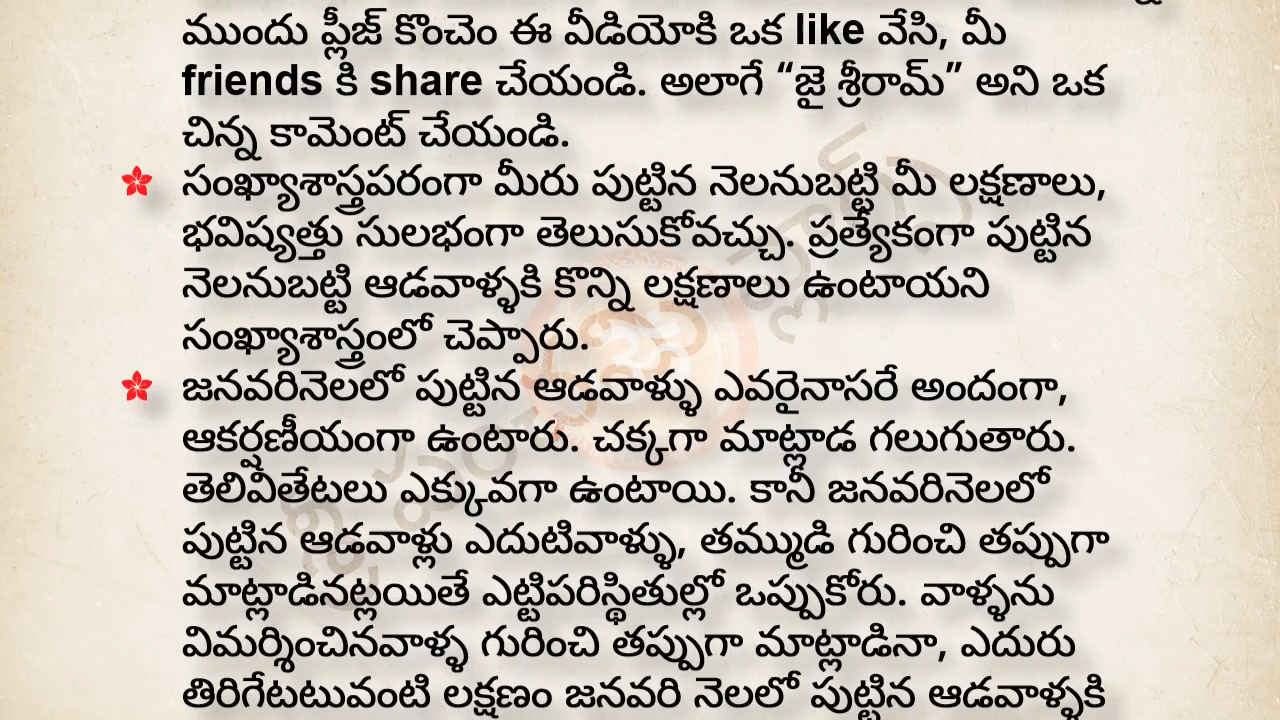 ముందు ప్లీజ్ కొంచెం ఈ వీడియోకి ఒక like వేసి, మీ
friends కి share చేయండి. అలాగే “జై శ్రీరామ్” అని ఒక
చిన్న కామెంట్ చేయండి.
సంఖ్యాశాస్త్రపరంగా మీరు పుట్టిన నెలనుబట్టి మీ లక్షణాలు,
భవిష్యత్తు సులభంగా తెలుసుకోవచ్చు. ప్రత్యేకంగా పుట్టిన
నెలనుబట్టి ఆడవాళ్ళకి కొన్ని లక్షణాలు ఉంటాయని
సంఖ్యాశాస్త్రంలో చెప్పారు.
జనవరినెలలో పుట్టిన ఆడవాళ్ళు ఎవరైనాసరే అందంగా,
ఆకర్షణీయంగా ఉంటారు. చక్కగా మాట్లాడ గలుగుతారు.
తెలివితేటలు ఎక్కువగా ఉంటాయి. కానీ జనవరినెలలో
పుట్టిన ఆడవాళ్లు ఎదుటివాళ్ళు, తమ్ముడి గురించి తప్పుగా
మాట్లాడినట్లయితే ఎట్టిపరిస్థితుల్లో ఒప్పుకోరు. వాళ్ళను
విమర్శించినవాళ్ళ గురించి తప్పుగా మాట్లాడినా, ఎదురు
తిరిగేటటువంటి లక్షణం జనవరి నెలలో పుట్టిన ఆడవాళ్ళకి